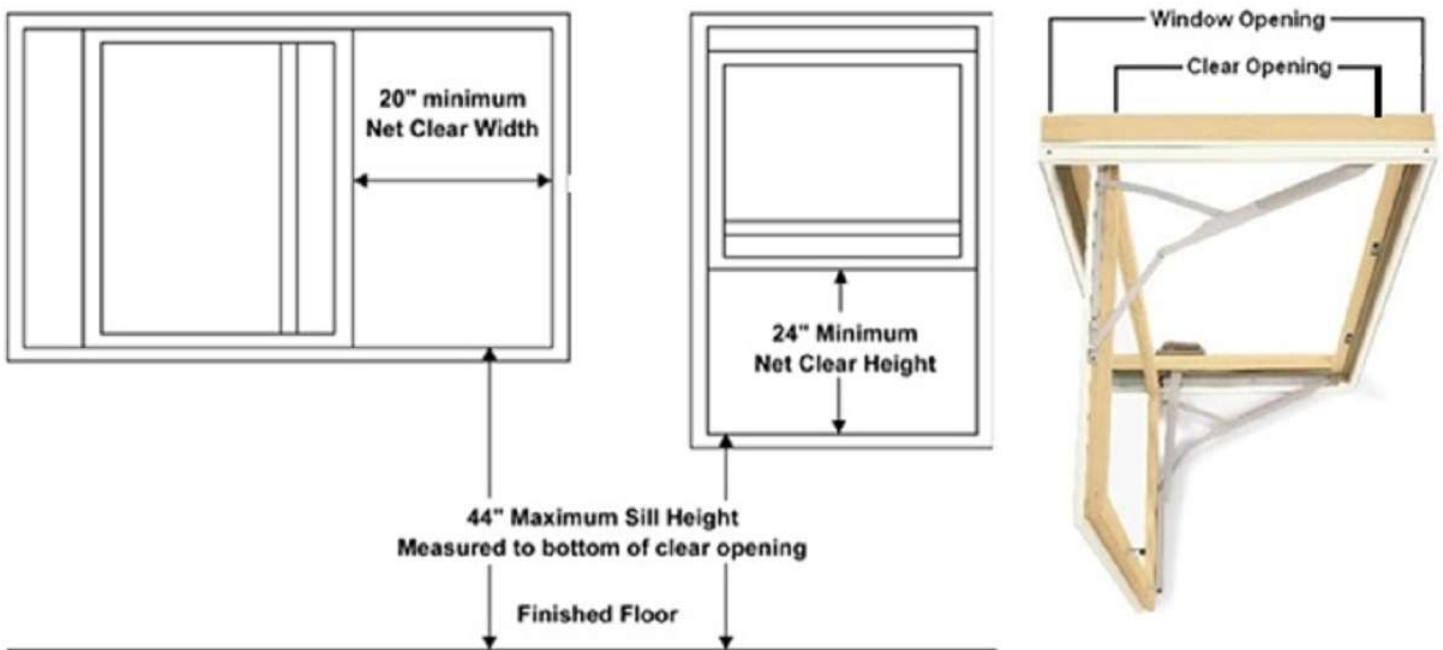 20" minimum
Net Clear Width
24" Minimum
Net Clear Height
44" Maximum Sill Height
Measured to bottom of clear opening
Finished Floor
Window Opening
Clear Opening